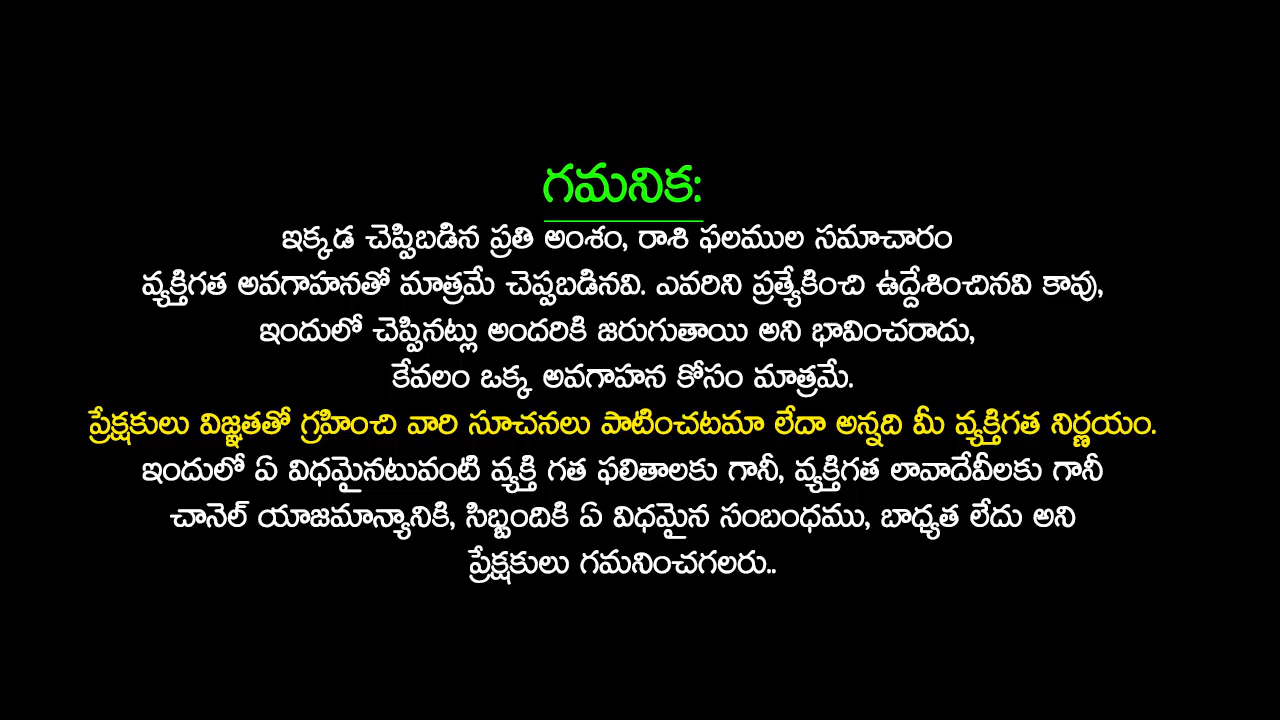 గమనిక:
ఇక్కడ చెప్పిబడిన ప్రతి అంశం, రాశి ఫలముల సమాచారం
వ్యక్తిగత అవగాహనతో మాత్రమే చెప్పబడినవి. ఎవరిని ప్రత్యేకించి ఉద్దేశించినవి కావు,
ఇందులో చెప్పినట్లు అందరికి జరుగుతాయి అని భావించరాదు,
కేవలం ఒక్క అవగాహన కోసం మాత్రమే.
ప్రేక్షకులు విజ్ఞతతో గ్రహించి వారి సూచనలు పాటించటమా లేదా అన్నది మీ వ్యక్తిగత నిర్ణయం.
ఇందులో ఏ విధమైనటువంటి వ్యక్తి గత ఫలితాలకు గానీ, వ్యక్తిగత లావాదేవీలకు గానీ
చానెల్ యాజమాన్యానికి, సిబ్బందికి ఏ విధమైన సంబంధము, బాధ్యత లేదు అని
ప్రేక్షకులు గమనించగలరు..